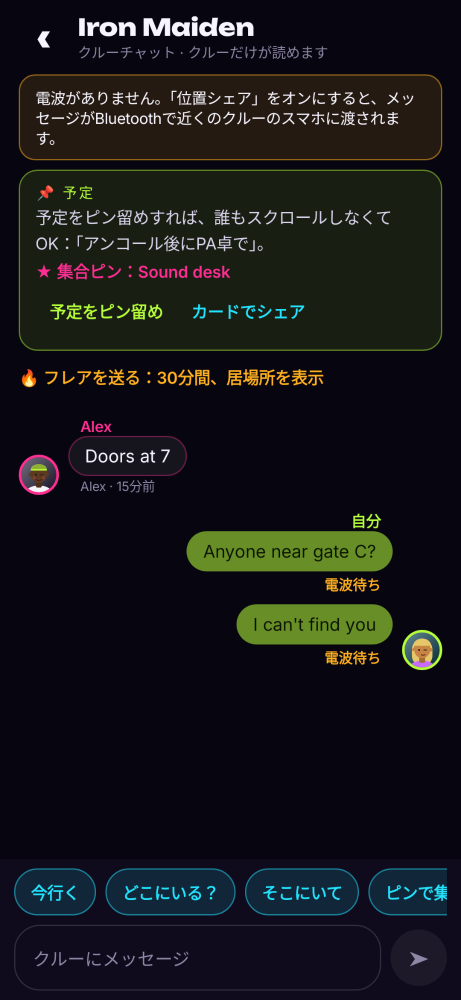 Iron Maiden
クルーチャット · クルーだけが読めます
電波がありません。「位置シェア」をオンにすると、メッ
セージがBluetoothで近くのクルーのスマホに渡されま
す。
📌 予定
予定をピン留めすれば、誰もスクロールしなくて
OK：「アンコール後にPA卓で」。
★ 集合ピン：Sound desk
予定をピン留め カードでシェア
🔥 フレアを送る：30分間、居場所を表示
Alex
Doors at 7
Alex · 15分前
自分
Anyone near gate C?
電波待ち
I can't find you
電波待ち
今行く どこにいる？ そこにいて ピンで集
クルーにメッセージ